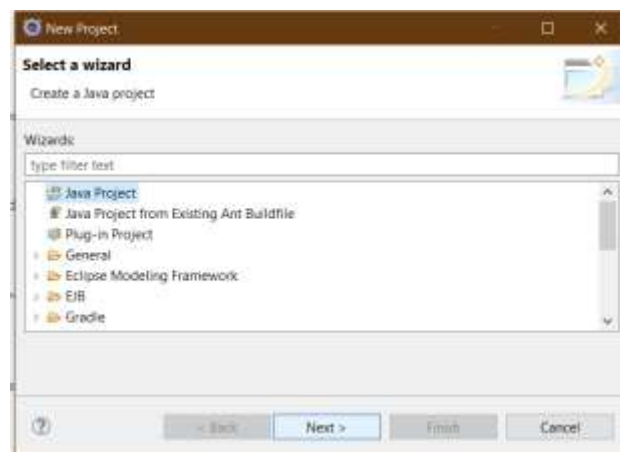 New Project
Select a wizard
Create a Java project
Wizards:
type filter text
Java Project
Java Project from Existing Ant Buildfile
Plug-in Project
General
Eclipse Modeling Framework
EJB
Gradle
< Back Next > Finish Cancel